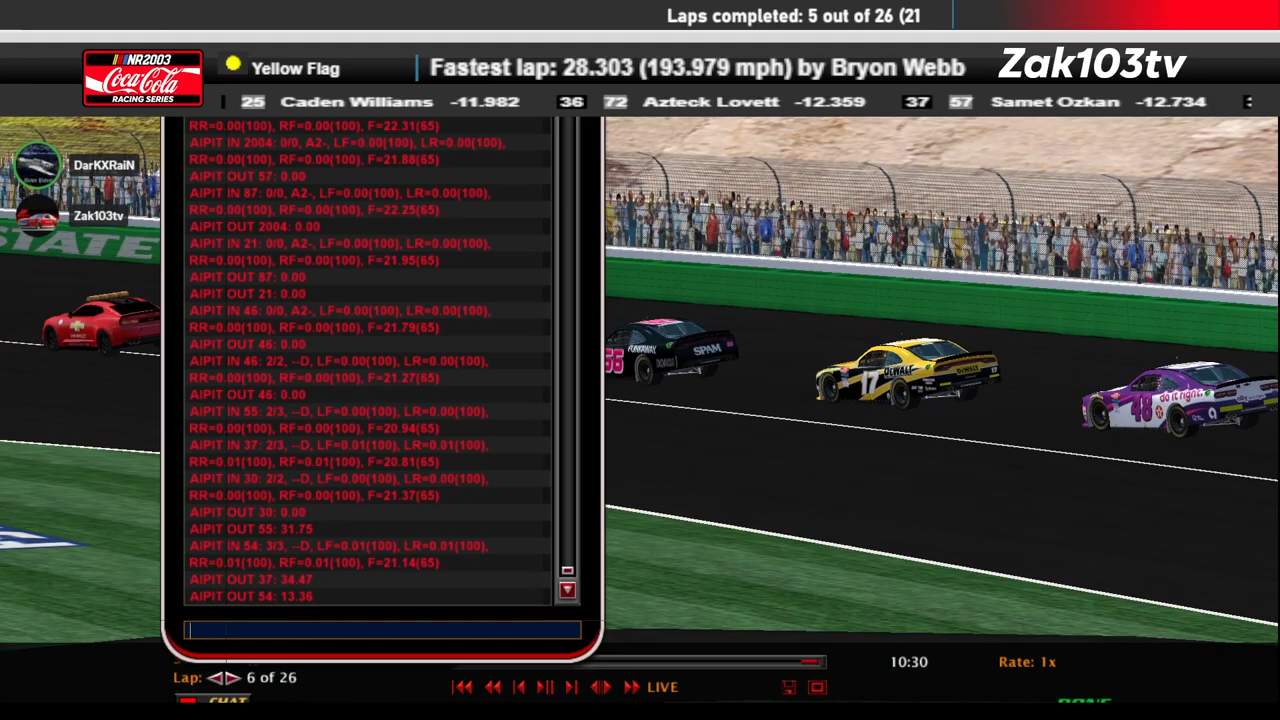 Laps completed: 5 out of 26 (21
NR2003
Coca-Cola
RACING SERIES
Yellow Flag
Fastest lap: 28.303 (193.979 mph) by Bryon Webb
Zak103tv
25 Caden Williams -11.982 36 72 Azteck Lovett -12.359 37 57 Samet Ozkan -12.734
RR=0.00(100), RF=0.00(100), F=22.31(65)
AIPIT IN 2004: 0/0, A2-, LF=0.00(100), LR=0.00(100),
RR=0.00(100), RF=0.00(100), F=21.88(65)
AIPIT OUT 57: 0.00
AIPIT IN 87: 0/0, A2-, LF=0.00(100), LR=0.00(100),
RR=0.00(100), RF=0.00(100), F=22.25(65)
AIPIT OUT 2004: 0.00
AIPIT IN 21: 0/0, A2-, LF=0.00(100), LR=0.00(100),
RR=0.00(100), RF=0.00(100), F=21.95(65)
AIPIT OUT 87: 0.00
AIPIT OUT 21: 0.00
AIPIT IN 46: 0/0, A2-, LF=0.00(100), LR=0.00(100),
RR=0.00(100), RF=0.00(100), F=21.79(65)
AIPIT OUT 46: 0.00
AIPIT IN 46: 2/2, --D, LF=0.00(100), LR=0.00(100),
RR=0.00(100), RF=0.00(100), F=21.27(65)
AIPIT OUT 46: 0.00
AIPIT IN 55: 2/3, --D, LF=0.00(100), LR=0.00(100),
RR=0.00(100), RF=0.00(100), F=20.94(65)
AIPIT IN 37: 2/3, --D, LF=0.01(100), LR=0.01(100),
RR=0.01(100), RF=0.01(100), F=20.81(65)
AIPIT IN 30: 2/2, --D, LF=0.00(100), LR=0.00(100),
RR=0.00(100), RF=0.00(100), F=21.37(65)
AIPIT OUT 30: 0.00
AIPIT OUT 55: 31.75
AIPIT IN 54: 3/3, --D, LF=0.01(100), LR=0.01(100),
RR=0.01(100), RF=0.01(100), F=21.14(65)
AIPIT OUT 37: 34.47
AIPIT OUT 54: 13.36
DarKXRaiN
Zak103tv
STATE
66
FUNKAWAY
SPAM
17
DEWALT
DEWALT
48
do it right.
10:30
Rate: 1x
Lap: 6 of 26
LIVE
CHAT
DONE